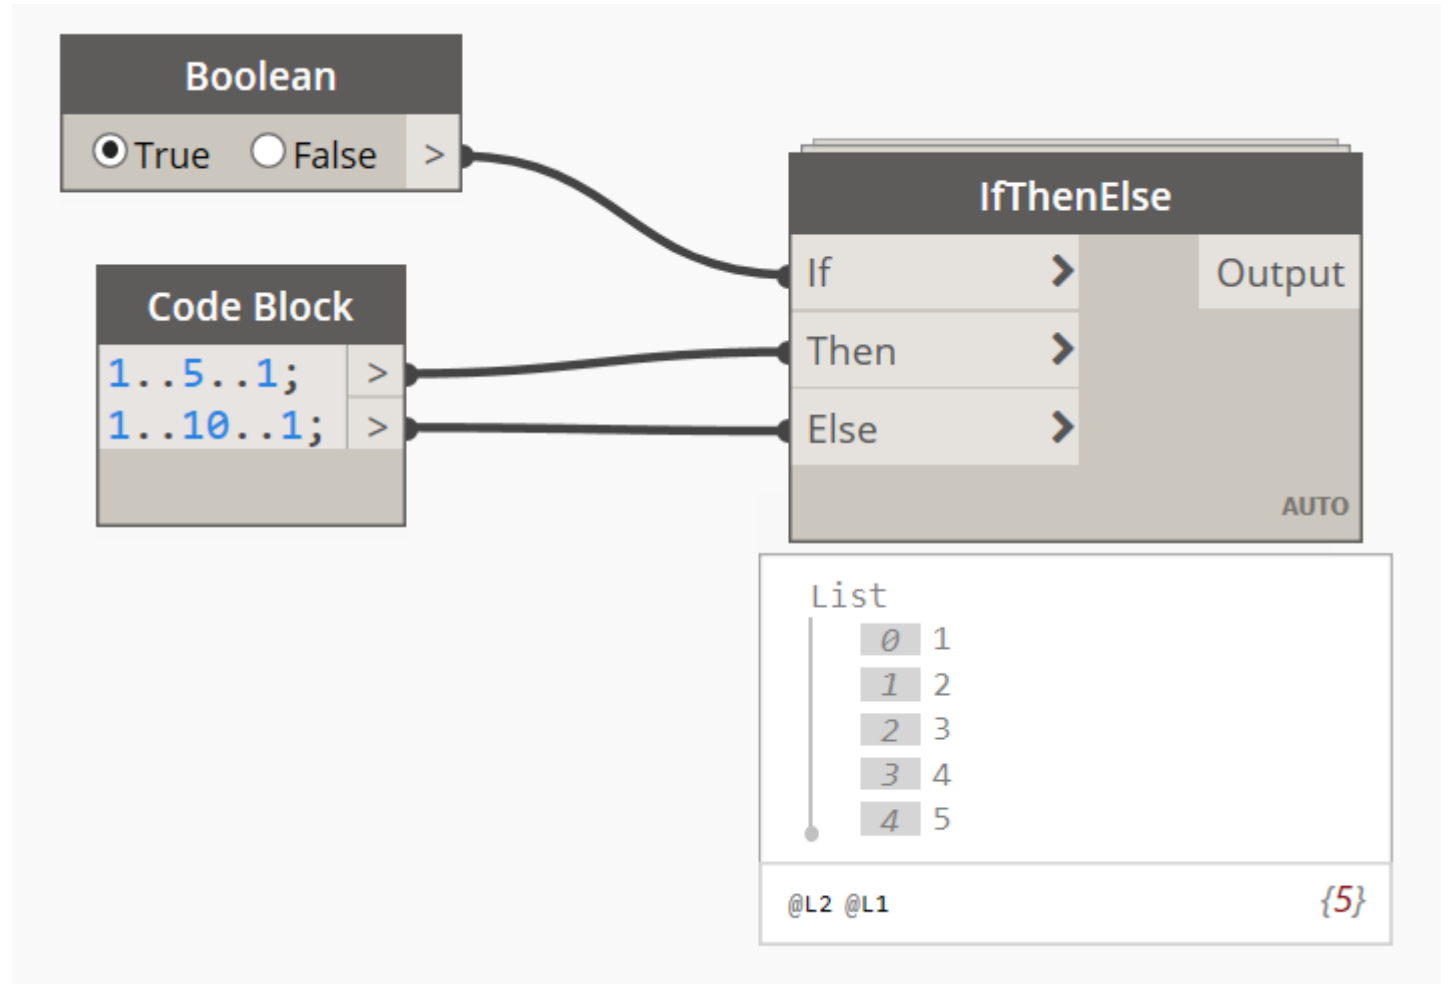 Boolean
True False >
Code Block
1..5..1; >
1..10..1; >
IfThenElse
If Output
Then
Else
AUTO
List
0 1
1 2
2 3
3 4
4 5
@L2 @L1 {5}